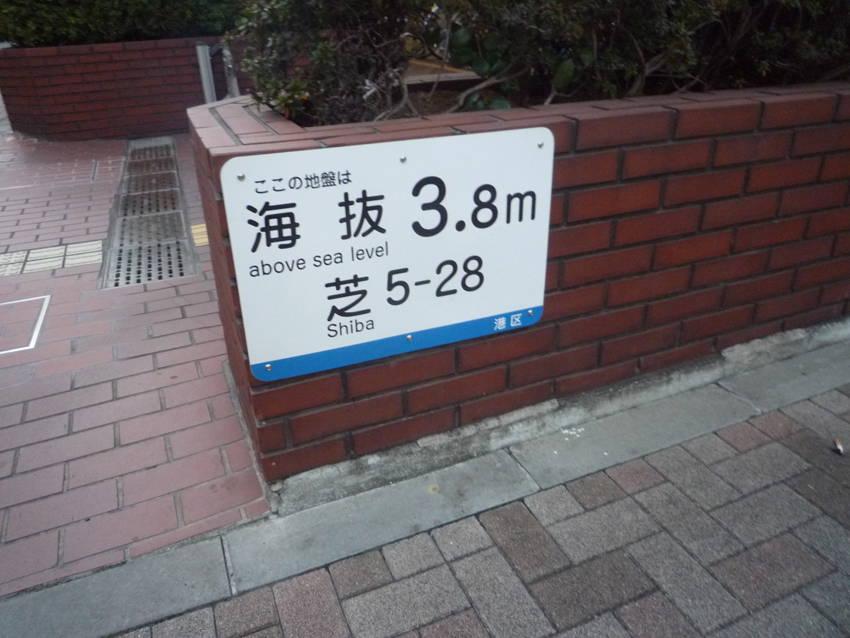 ここの地盤は
海抜 3.8m
above sea level
芝 5-28
Shiba
港区